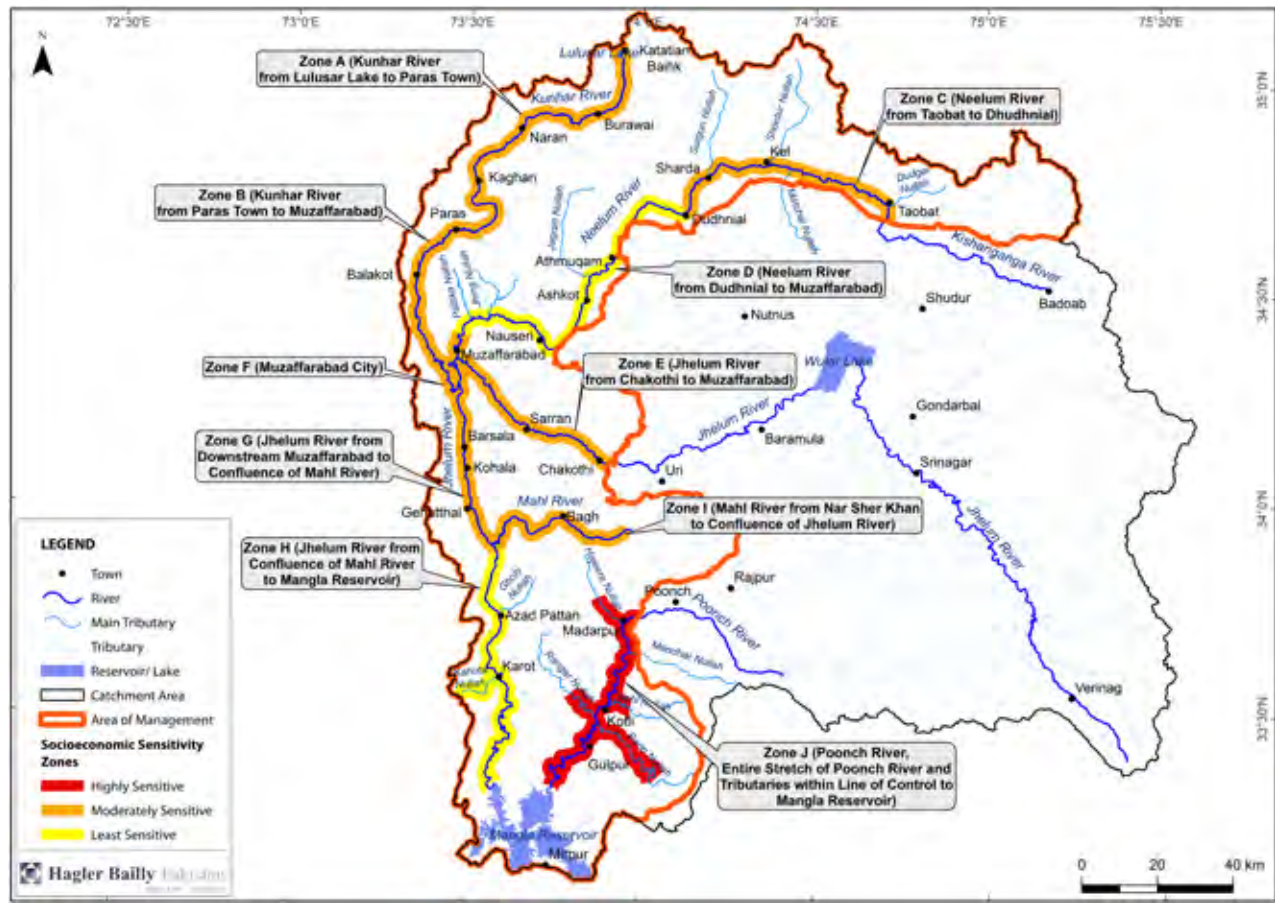 72°30'E
73°0'E
73°30'E
74°30'E
75°0'E
75°30'E
N
35°0'N
34°30'N
34°0'N
33°30'N
Zone A (Kunhar River
from Lulusar Lake to Paras Town)
Lulusar Lake
Katatian
Baihk
Kunhar River
Burawai
Naran
Zone C (Neelum River
from Taobat to Dhudhnial)
Kel
Sharda
Kaghan
Zone B (Kunhar River
from Paras Town to Muzaffarabad)
Paras
Neelum River
Dudhnial
Taobat
Kishanganga River
Balakot
Athmuqam
Zone D (Neelum River
from Dudhnial to Muzaffarabad)
Ashkot
Badoab
Shudur
Nutnus
Nauseri
Muzaffarabad
Wular Lake
Zone F (Muzaffarabad City)
Zone E (Jhelum River
from Chakothi to Muzaffarabad)
Gondarbal
Sarran
Jhelum River
Baramula
Jhelum River
Barsala
Zone G (Jhelum River from
Downstream Muzaffarabad to
Confluence of Mahl River)
Kohala
Chakothi
Uri
Srinagar
Mahl River
Bagh
Jhelum River
Zone I (Mahl River from Nar Sher Khan
to Confluence of Jhelum River)
Zone H (Jhelum River from
Confluence of Mahl River
to Mangla Reservoir)
Rajpur
Poonch
Poonch River
Azad Pattan
Madarpur
Karot
Verinag
Kotli
Gulpur
Zone J (Poonch River,
Entire Stretch of Poonch River and
Tributaries within Line of Control to
Mangla Reservoir)
Mangla Reservoir
Mirpur
LEGEND
Town
River
Main Tributary
Tributary
Reservoir/ Lake
Catchment Area
Area of Management
Socioeconomic Sensitivity
Zones
Highly Sensitive
Moderately Sensitive
Least Sensitive
Hagler Bailly Pakistan
0 20 40 km